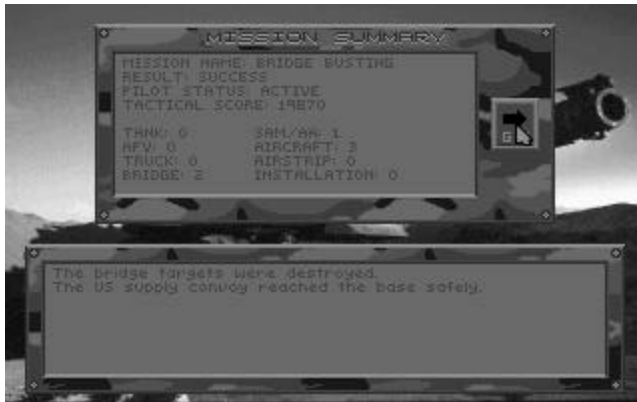 MISSION SUMMARY
MISSION NAME: BRIDGE BUSTING
RESULT: SUCCESS
PILOT STATUS: ACTIVE
TACTICAL SCORE: 19870
TANK: 0 SAM/AA: 1
AFV: 0 AIRCRAFT: 3
TRUCK: 0 AIRSTRIP: 0
BRIDGE: 2 INSTALLATION: 0
The bridge targets were destroyed.
The US supply convoy reached the base safely.